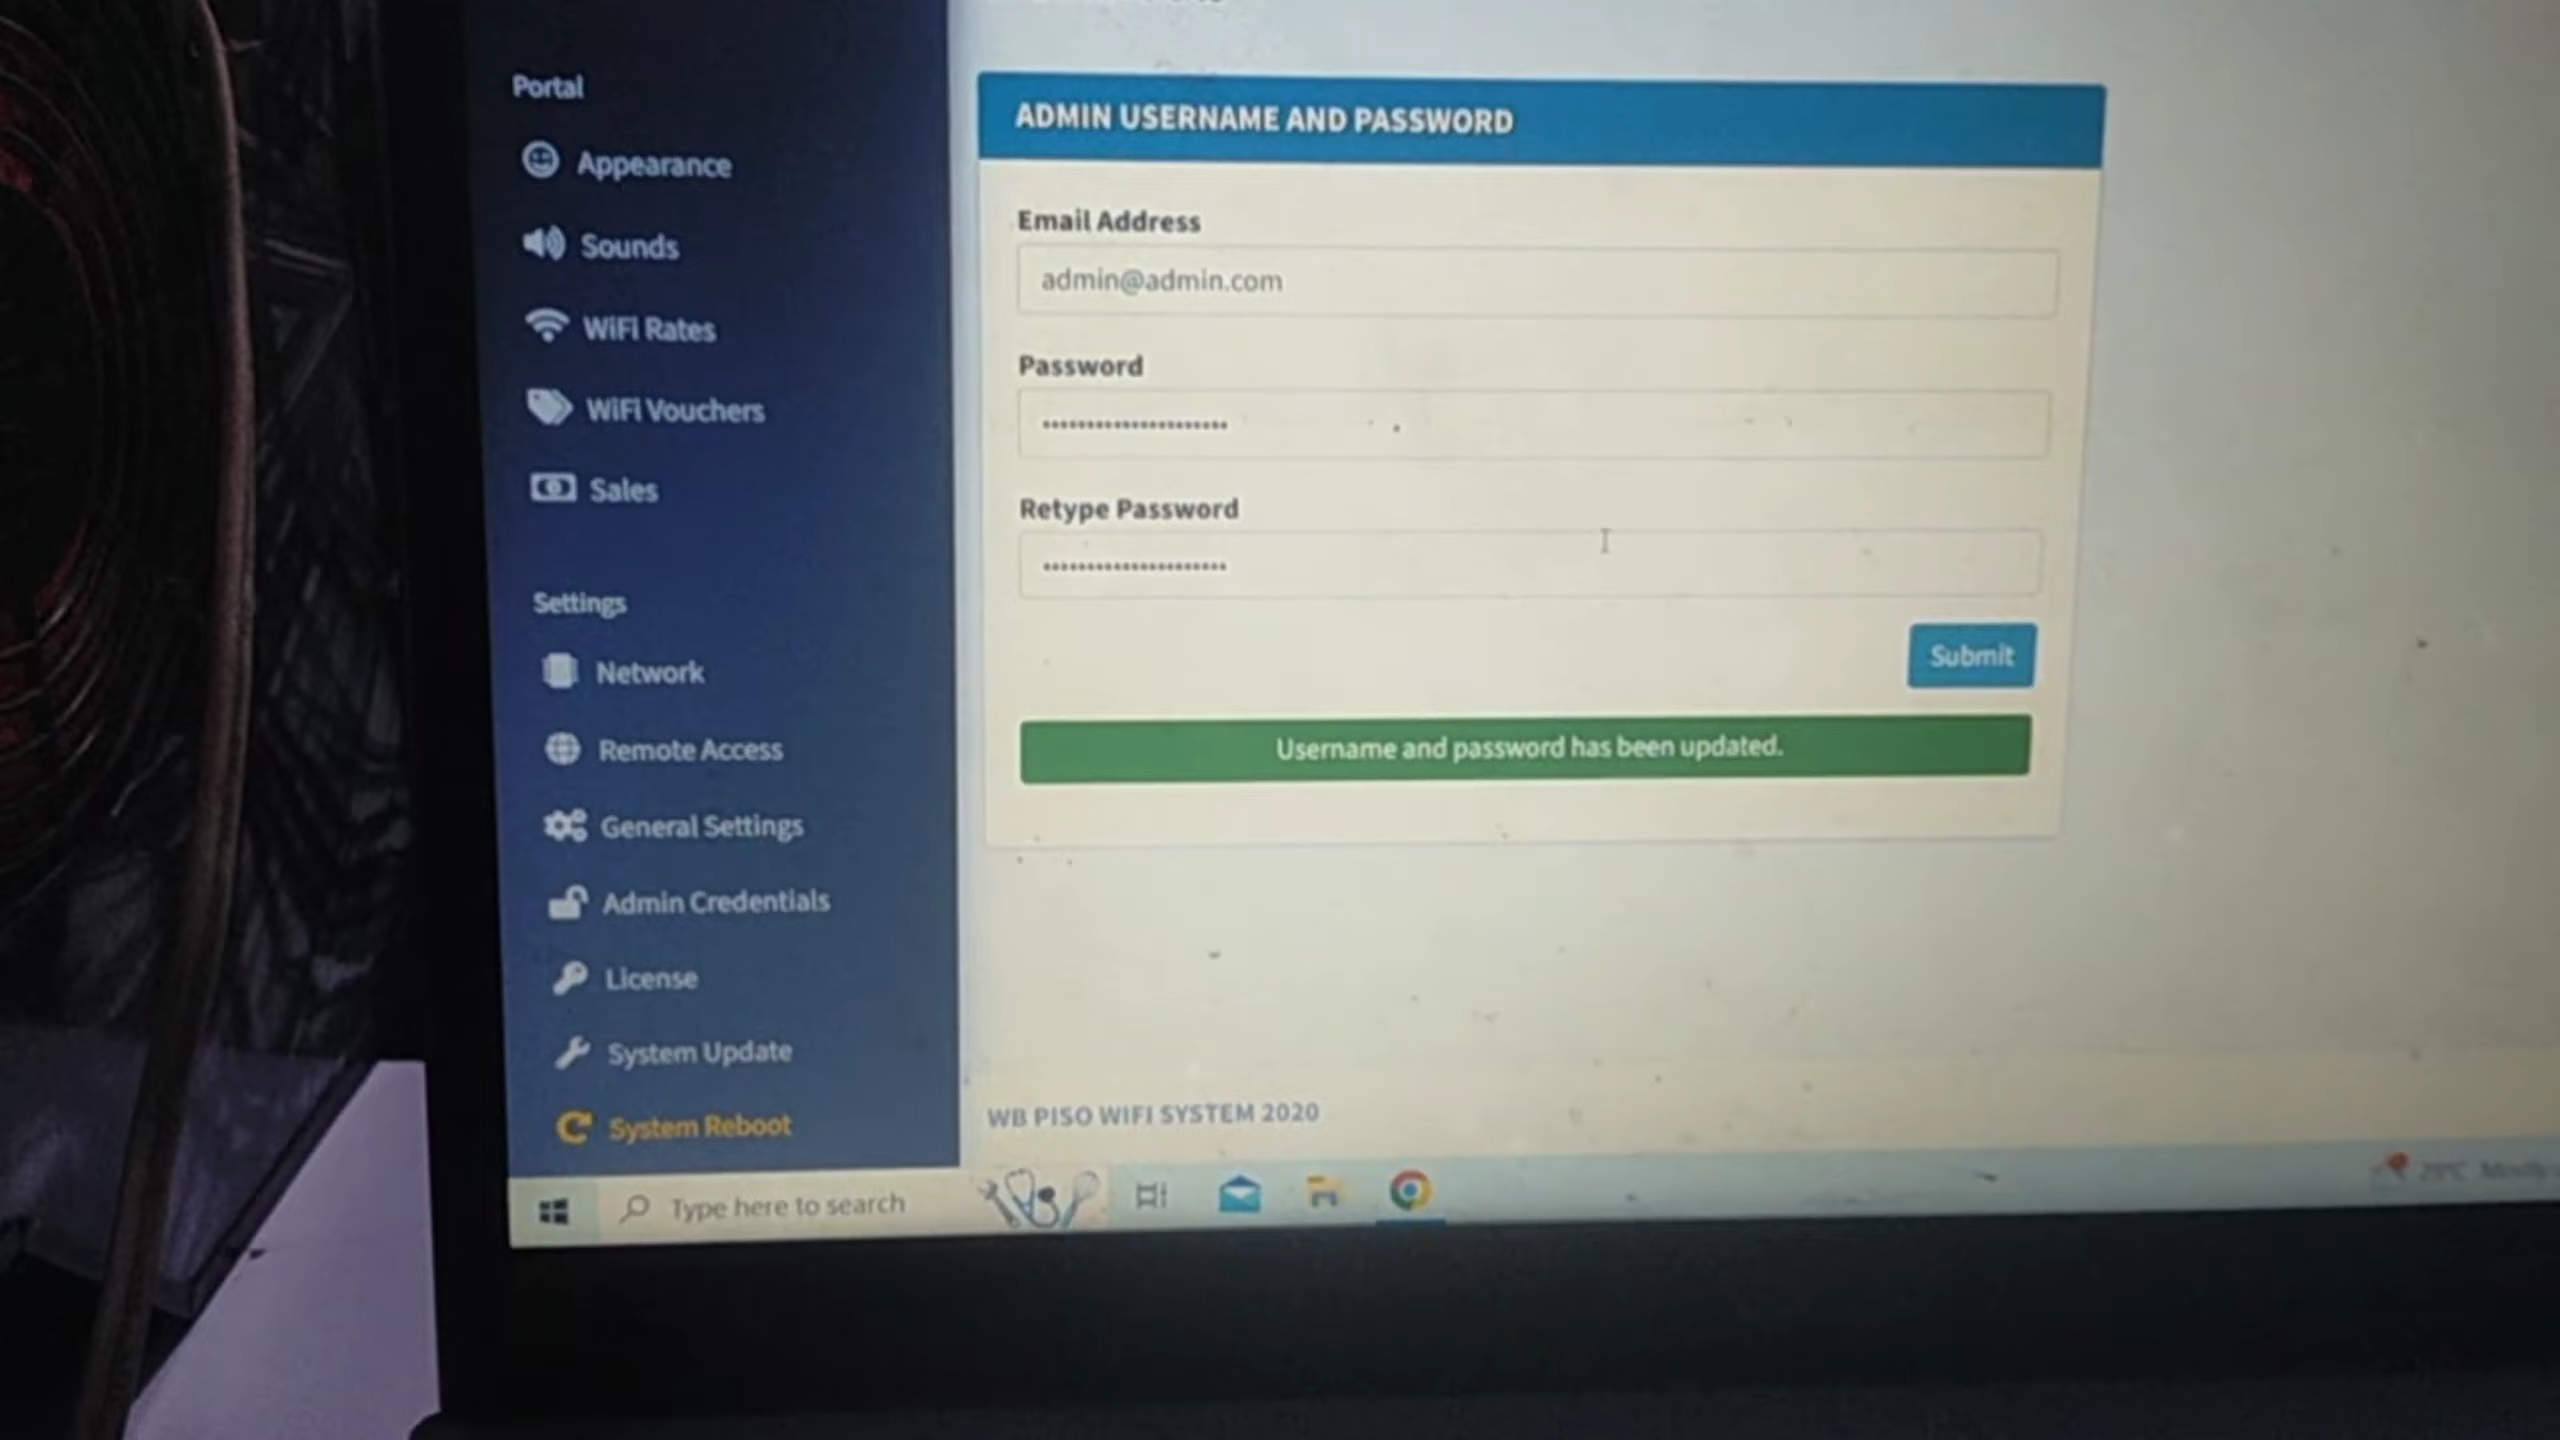 Portal
Appearance
Sounds
WiFi Rates
WiFi Vouchers
Sales
Settings
Network
Remote Access
General Settings
Admin Credentials
License
System Update
System Reboot
ADMIN USERNAME AND PASSWORD
Email Address
admin@admin.com
Password
Retype Password
Submit
Username and password has been updated.
WB PISO WIFI SYSTEM 2020
Type here to search